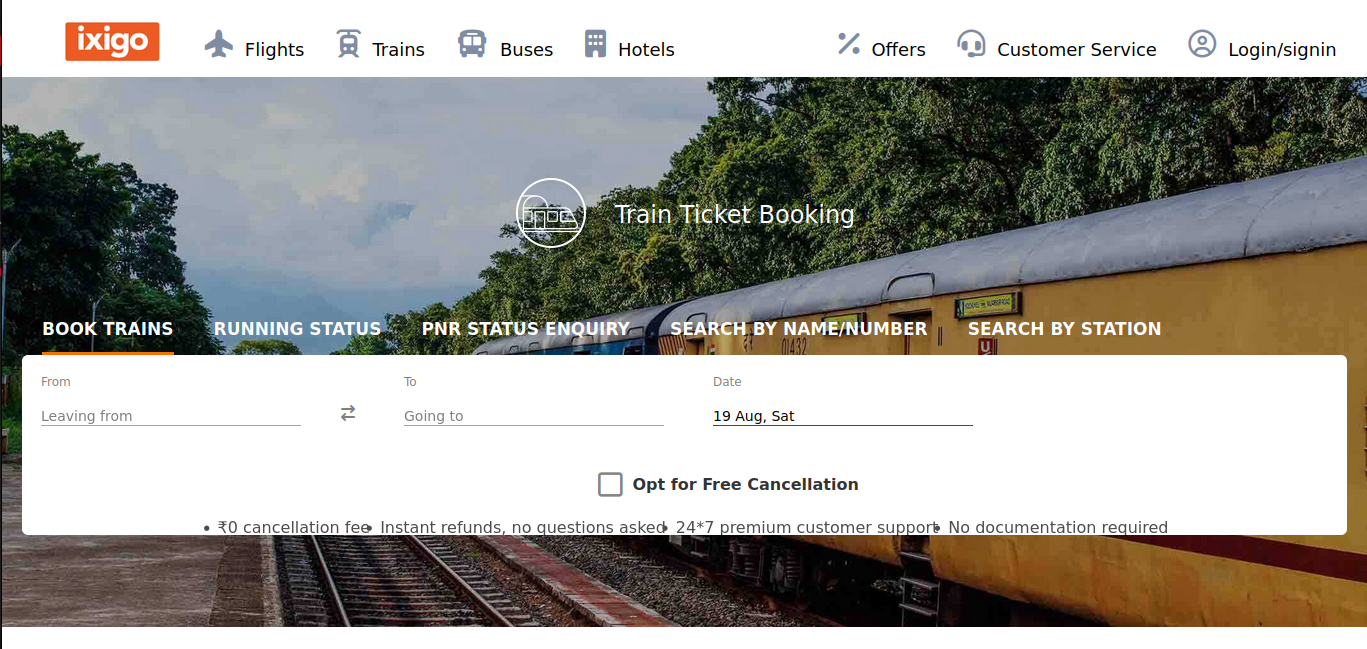 ixigo Flights Trains Buses Hotels Offers Customer Service Login/signin
Train Ticket Booking
BOOK TRAINS RUNNING STATUS PNR STATUS ENQUIRY SEARCH BY NAME/NUMBER SEARCH BY STATION
01432
From To Date
Leaving from Going to 19 Aug, Sat
Opt for Free Cancellation
• ₹0 cancellation fee • Instant refunds, no questions asked • 24*7 premium customer support • No documentation required